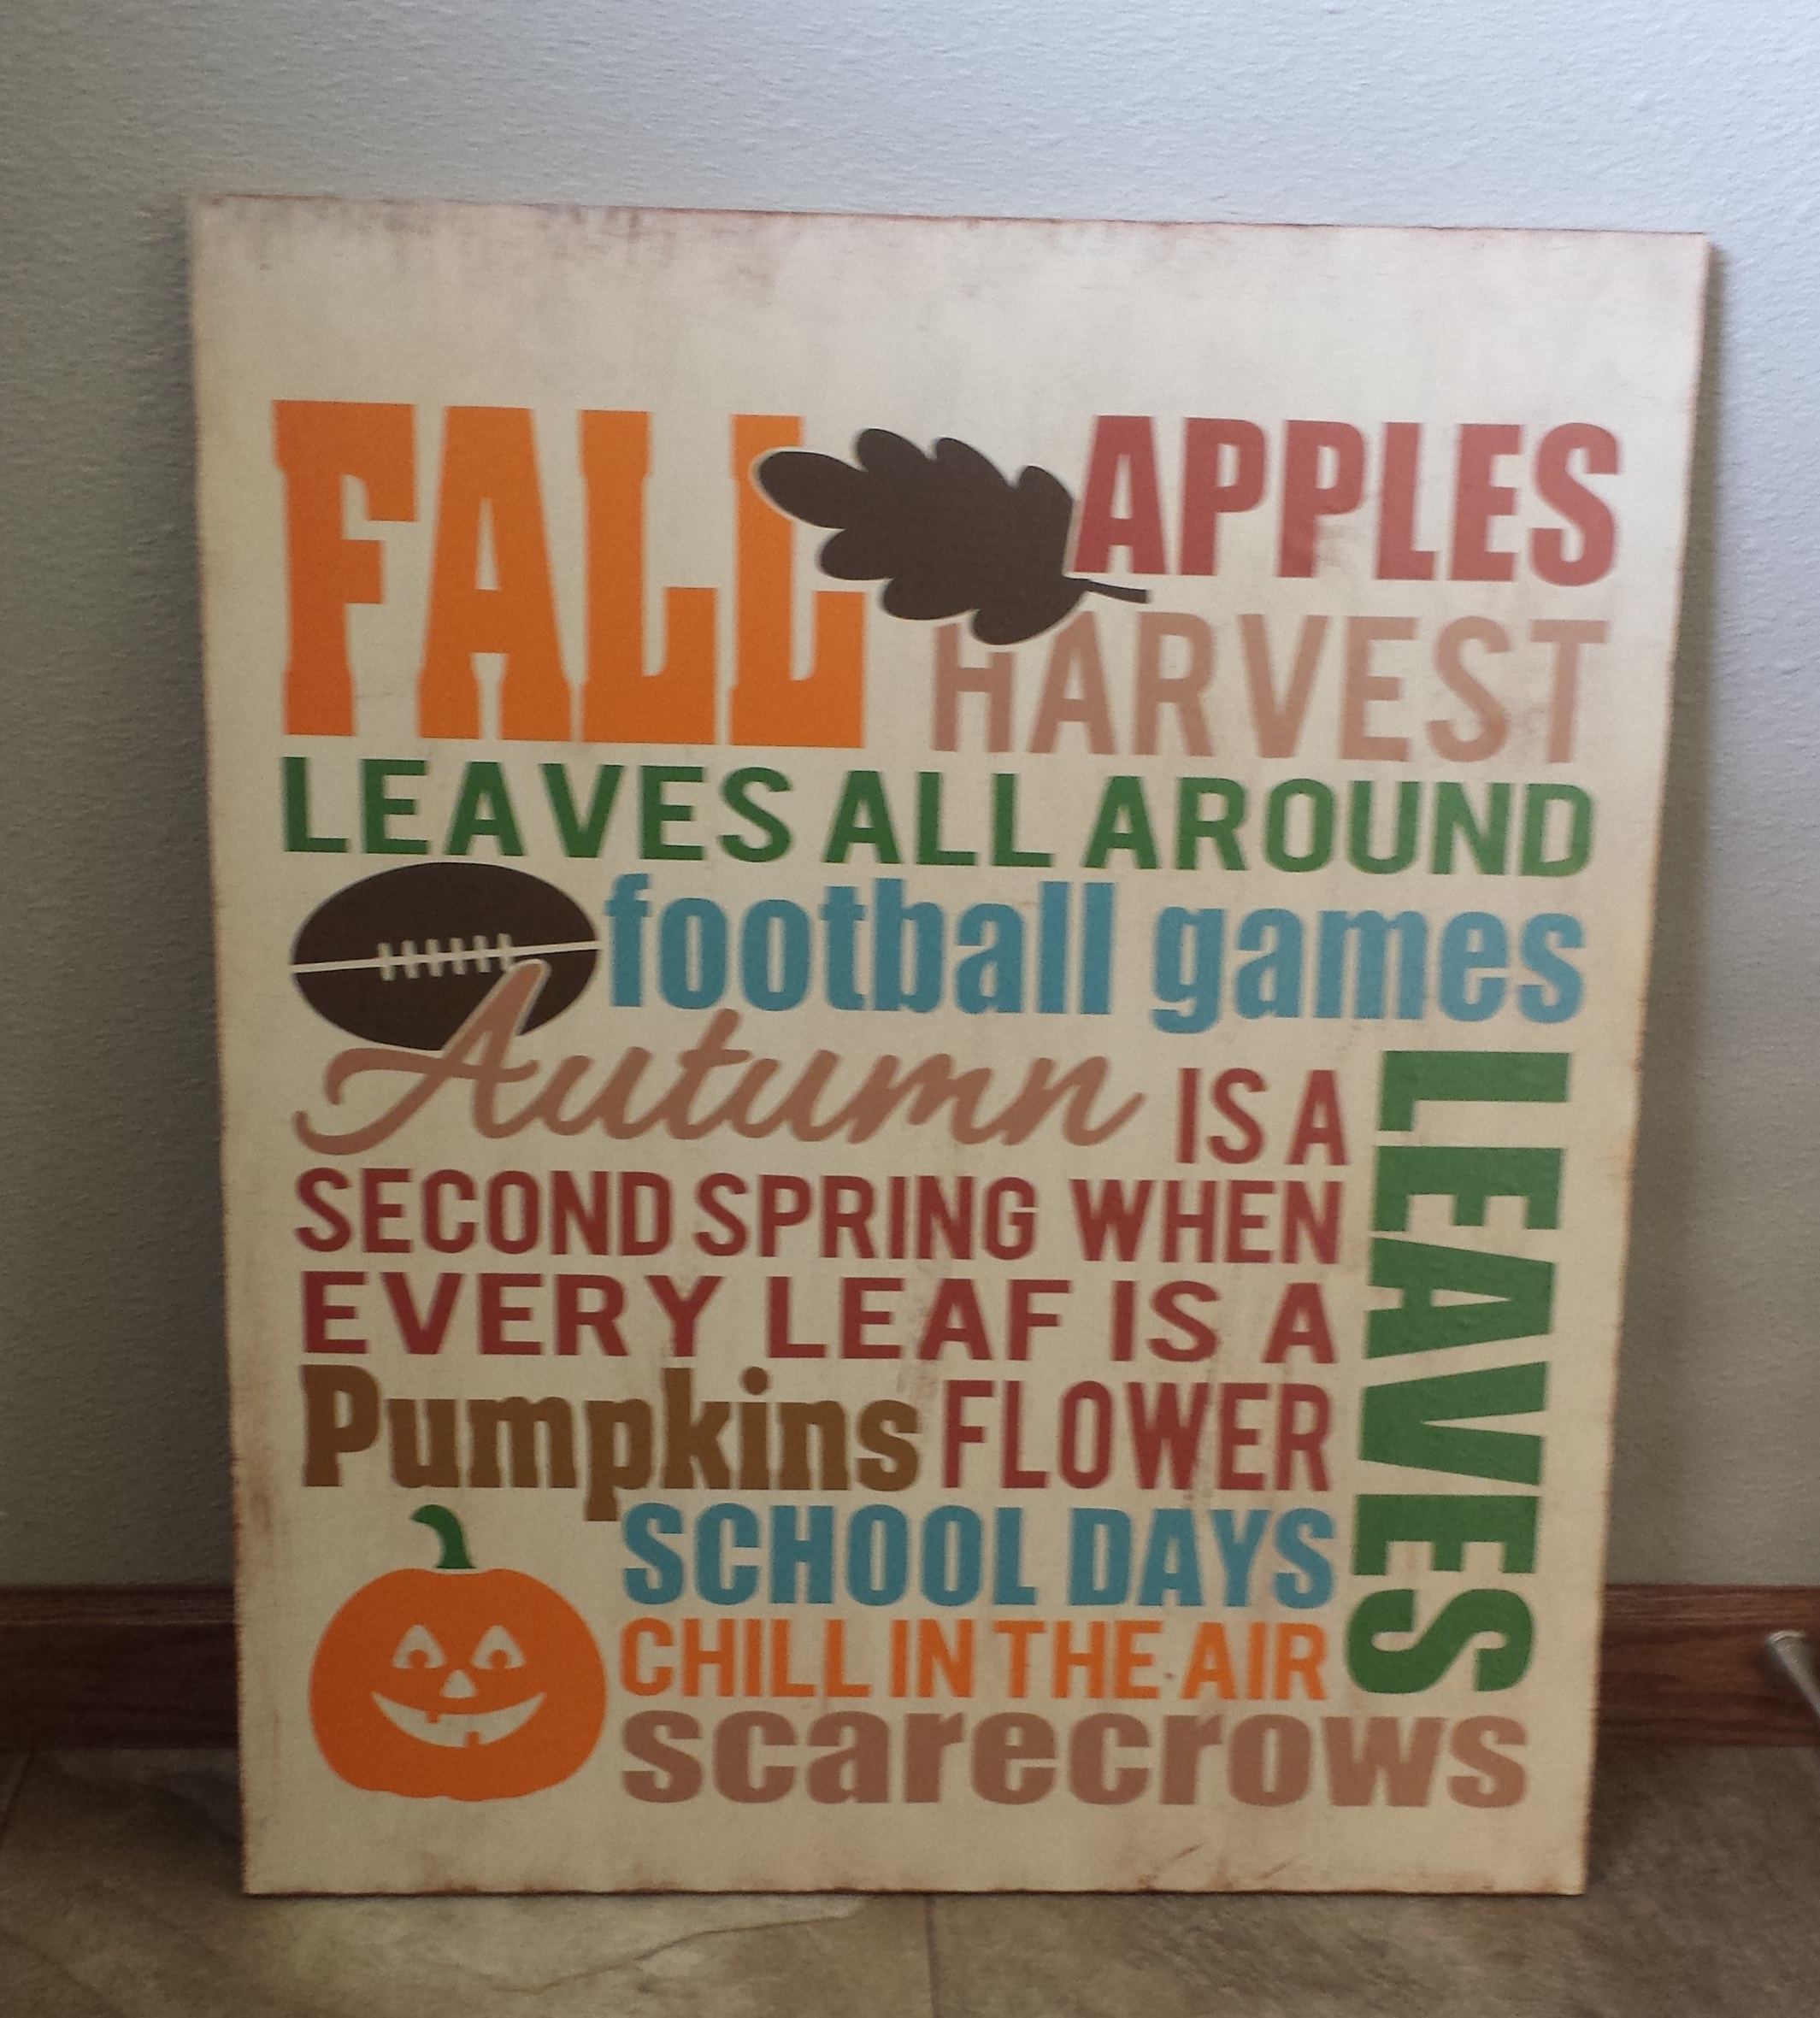 FALL
APPLES
HARVEST
LEAVES ALL AROUND
football games
Autumn IS A
SECOND SPRING WHEN
EVERY LEAF IS A
Pumpkins FLOWER
LEAVES
SCHOOL DAYS
CHILL IN THE AIR
scarecrows